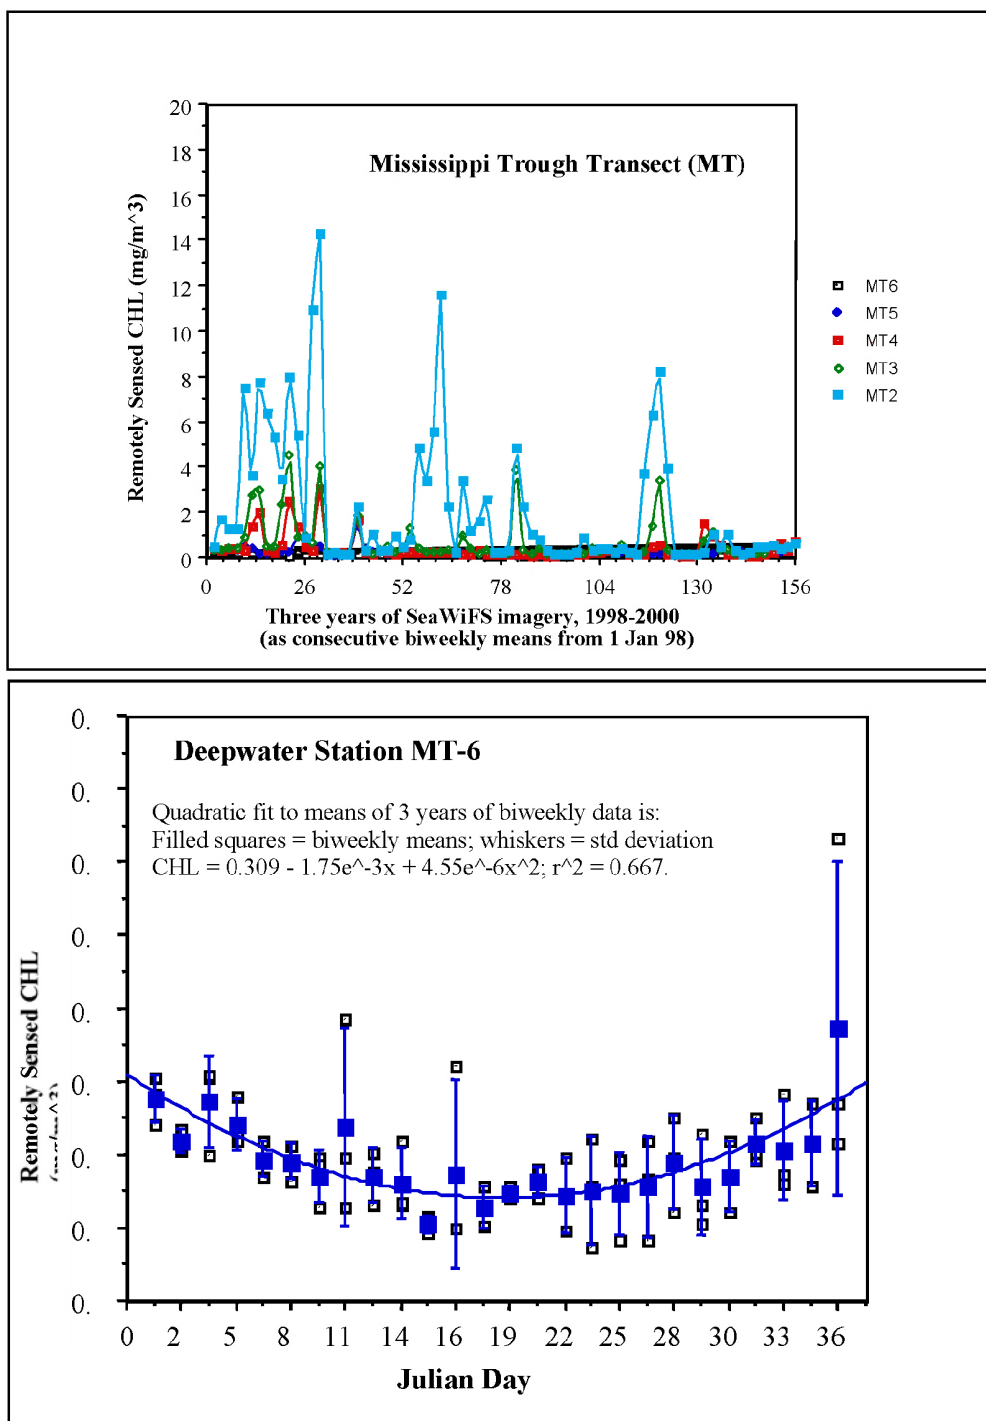 20
18
16
14
12
10
8
6
4
2
0
Remotely Sensed CHL (mg/m^3)
Mississippi Trough Transect (MT)
MT6
MT5
MT4
MT3
MT2
0 26 52 78 104 130 156
Three years of SeaWiFS imagery, 1998-2000
(as consecutive biweekly means from 1 Jan 98)
0.
0.
0.
0.
0.
0.
0.
0.
0.
Remotely Sensed CHL
Deepwater Station MT-6
Quadratic fit to means of 3 years of biweekly data is:
Filled squares = biweekly means; whiskers = std deviation
CHL = 0.309 - 1.75e^-3x + 4.55e^-6x^2; r^2 = 0.667.
0 2 5 8 11 14 16 19 22 25 28 30 33 36
Julian Day